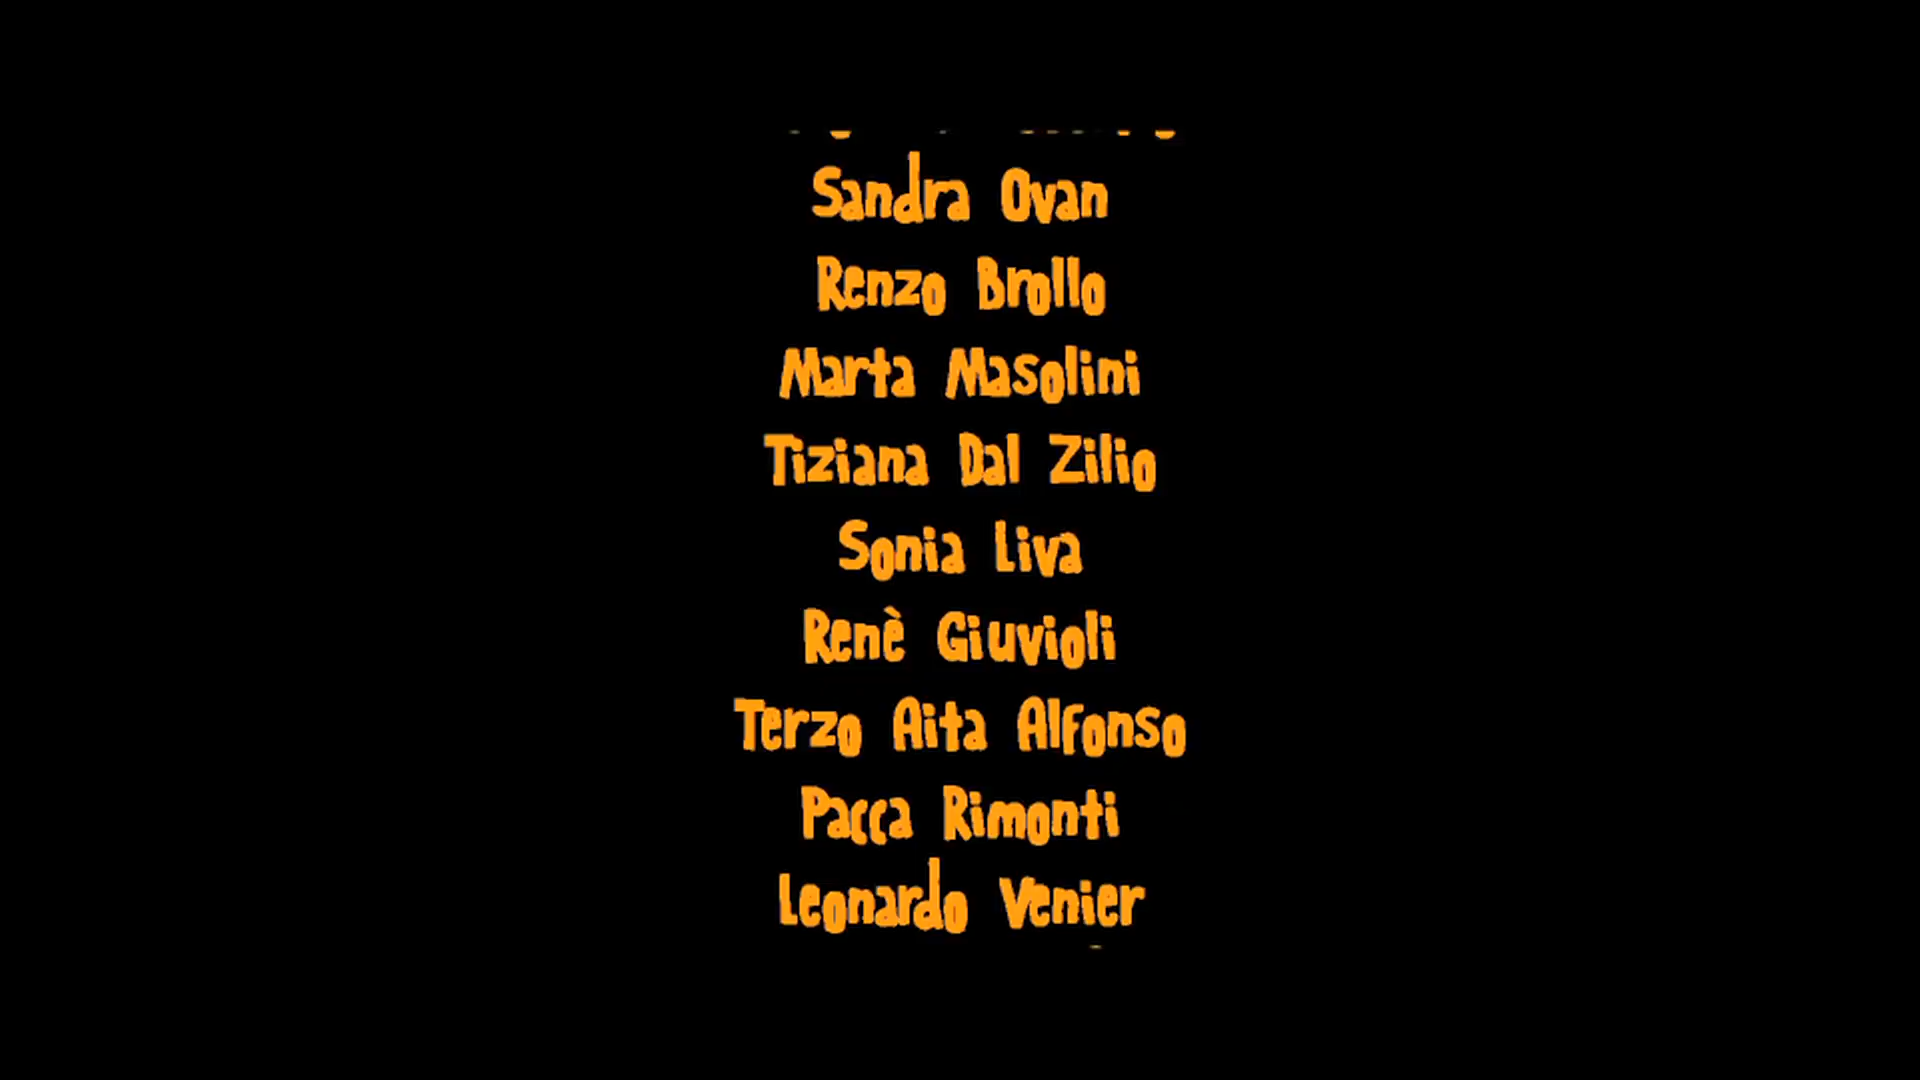 Sandra Ovan
Renzo Brollo
Marta Masolini
Tiziana Dal Zilio
Sonia Liva
Renè Giuvioli
Terzo Aita Alfonso
Pacca Rimonti
Leonardo Venier